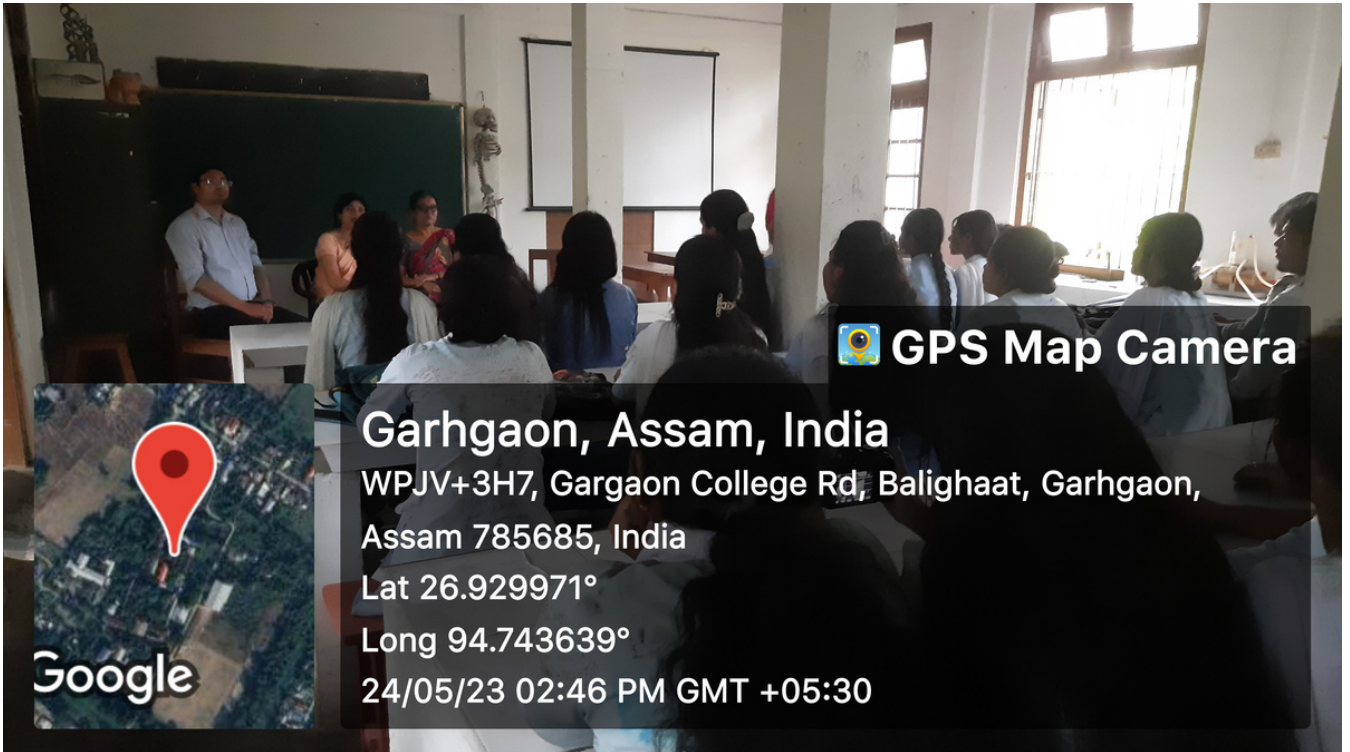 GPS Map Camera
Garhgaon, Assam, India
WPJV+3H7, Gargaon College Rd, Balighaat, Garhgaon,
Assam 785685, India
Lat 26.929971°
Long 94.743639°
24/05/23 02:46 PM GMT +05:30
Google